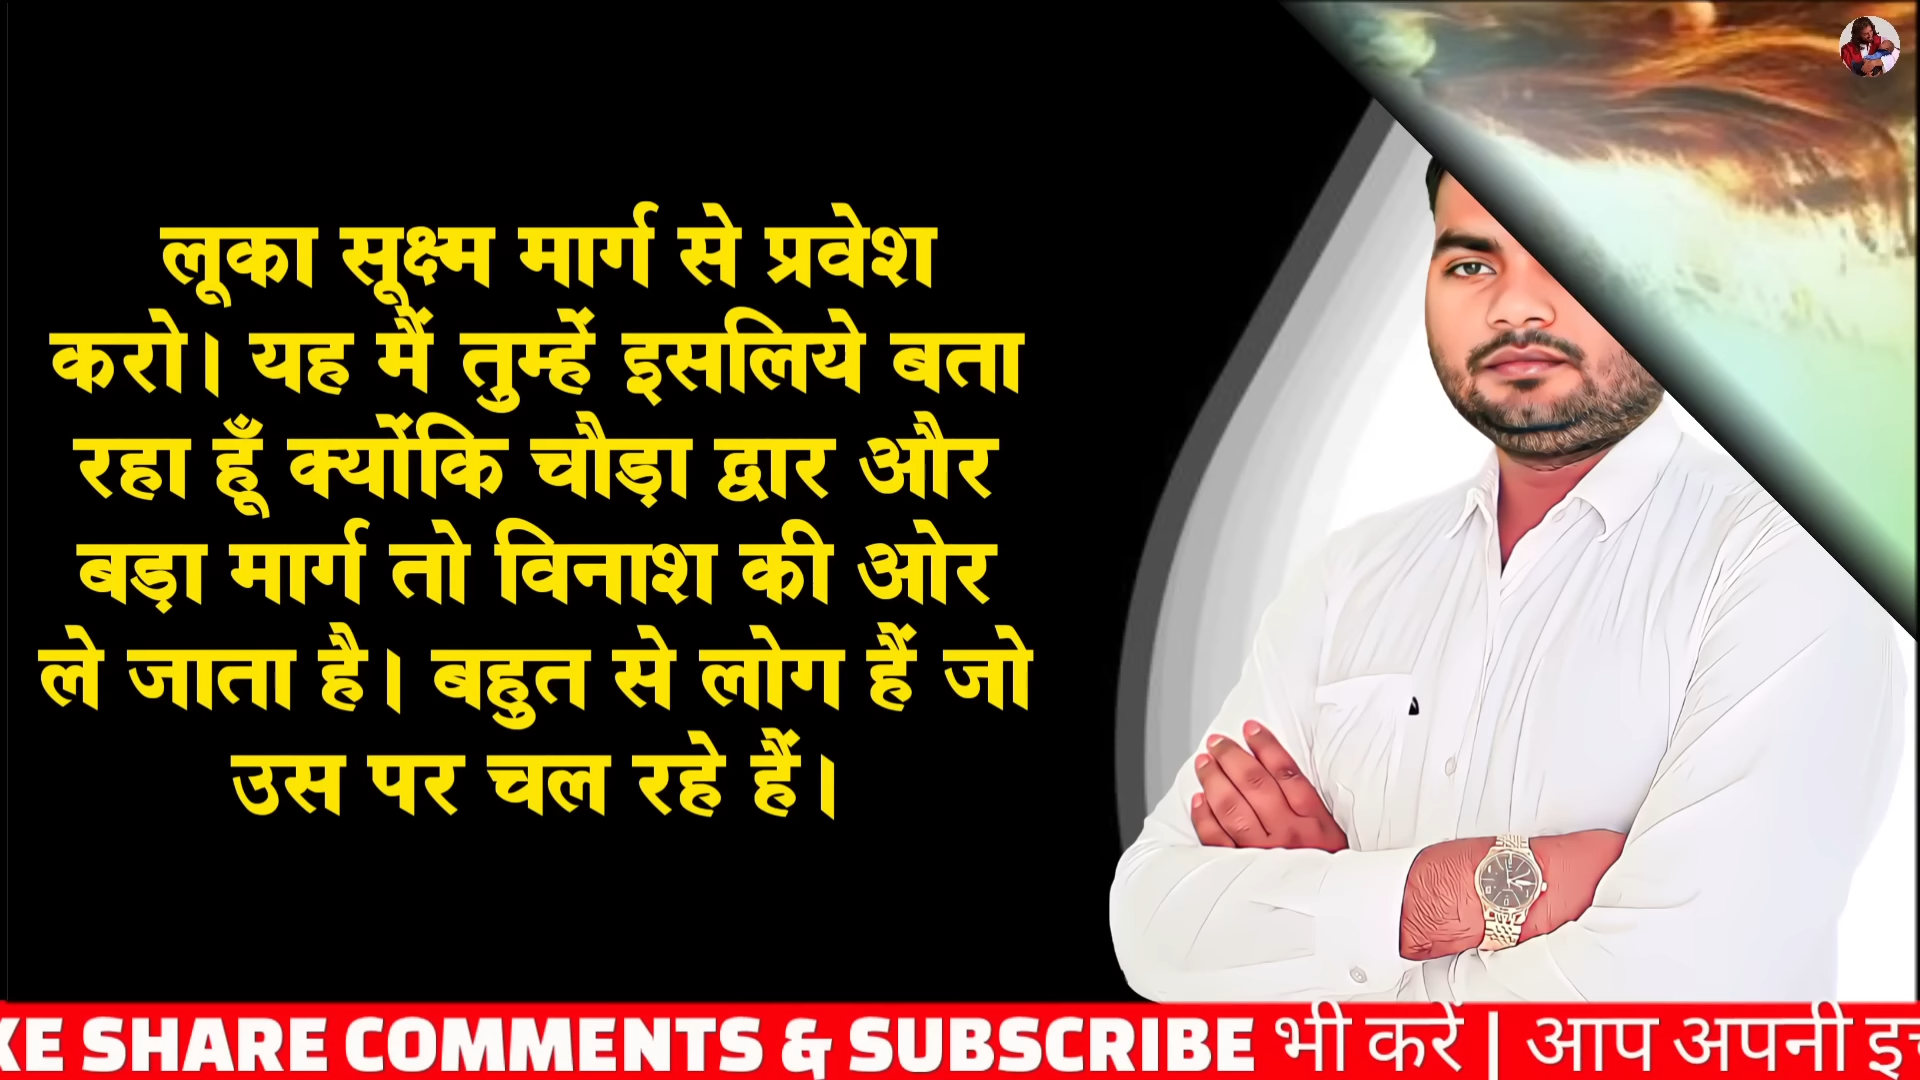 लूका सूक्ष्म मार्ग से प्रवेश
करो। यह मैं तुम्हें इसलिये बता
रहा हूँ क्योंकि चौड़ा द्वार और
बड़ा मार्ग तो विनाश की ओर
ले जाता है। बहुत से लोग हैं जो
उस पर चल रहे हैं।
KE SHARE COMMENTS & SUBSCRIBE भी करें | आप अपनी